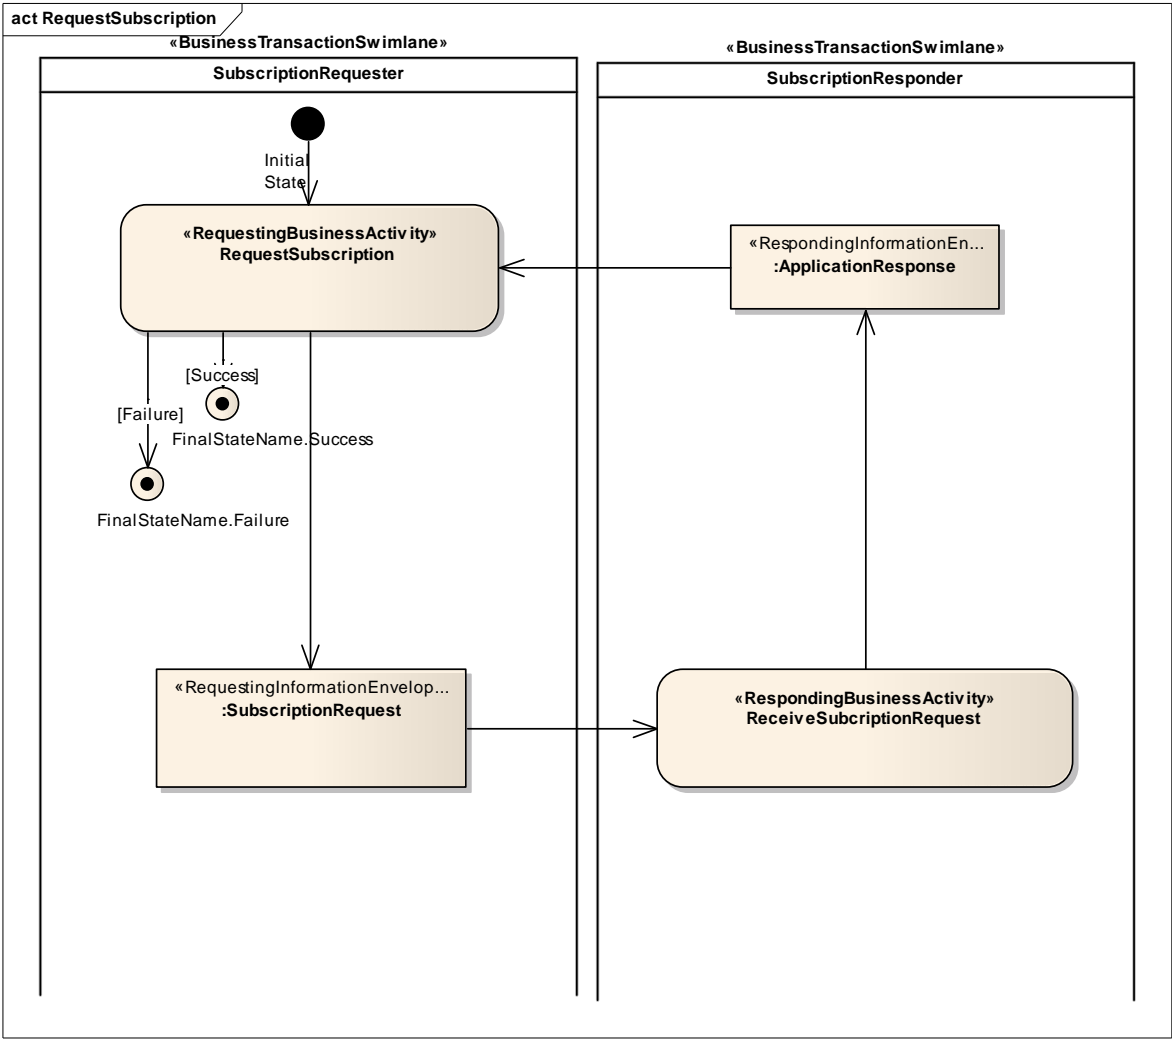 act RequestSubscription
«BusinessTransactionSwimlane»
SubscriptionRequester
«BusinessTransactionSwimlane»
SubscriptionResponder
Initial
State
«RequestingBusinessActivity»
RequestSubscription
«RespondingInformationEn...
:ApplicationResponse
[Success]
[Failure]
FinalStateName.Success
FinalStateName.Failure
«RequestingInformationEnvelop...
:SubscriptionRequest
«RespondingBusinessActivity»
ReceiveSubcriptionRequest